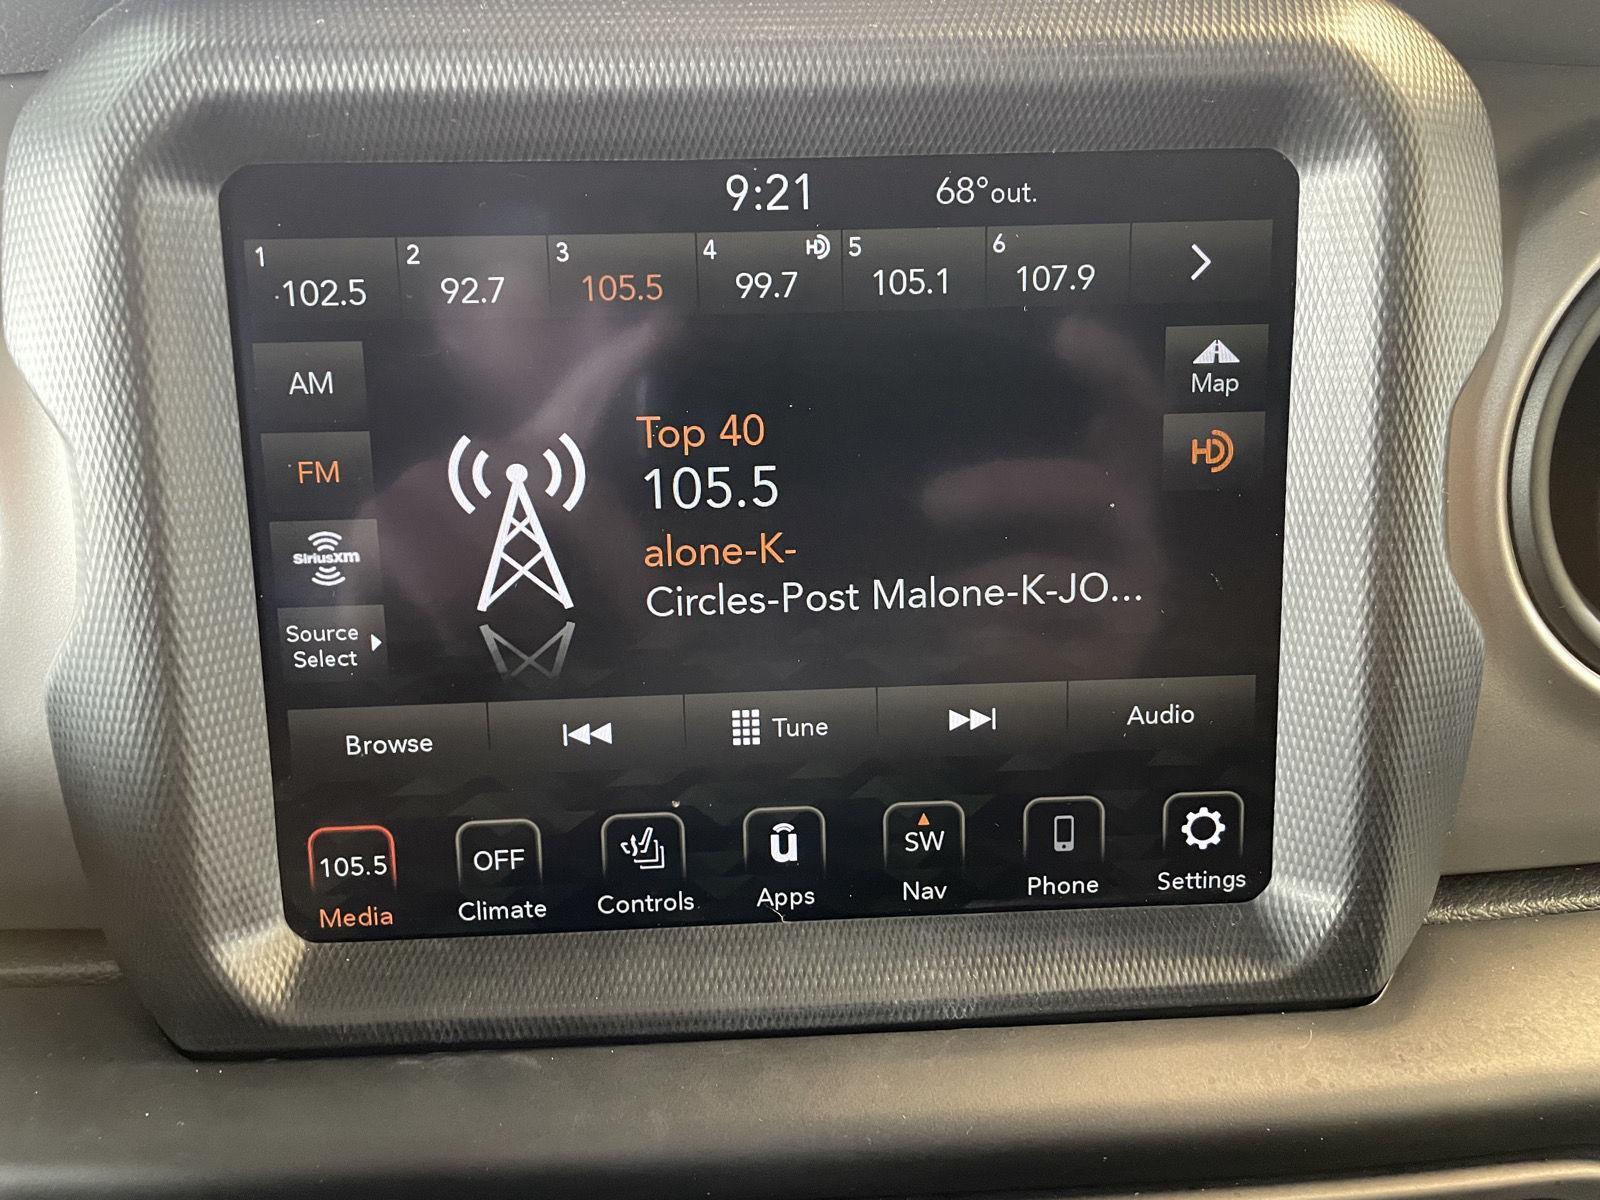 9:21 68°out.
1 2 3 4 HD 5 6
102.5 92.7 105.5 99.7 105.1 107.9
AM
Map
FM
HD
Top 40
105.5
alone-K-
Circles-Post Malone-K-JO...
SiriusXM
Source
Select
Browse Tune Audio
105.5 OFF ū SW
Media Climate Controls Apps Nav Phone Settings